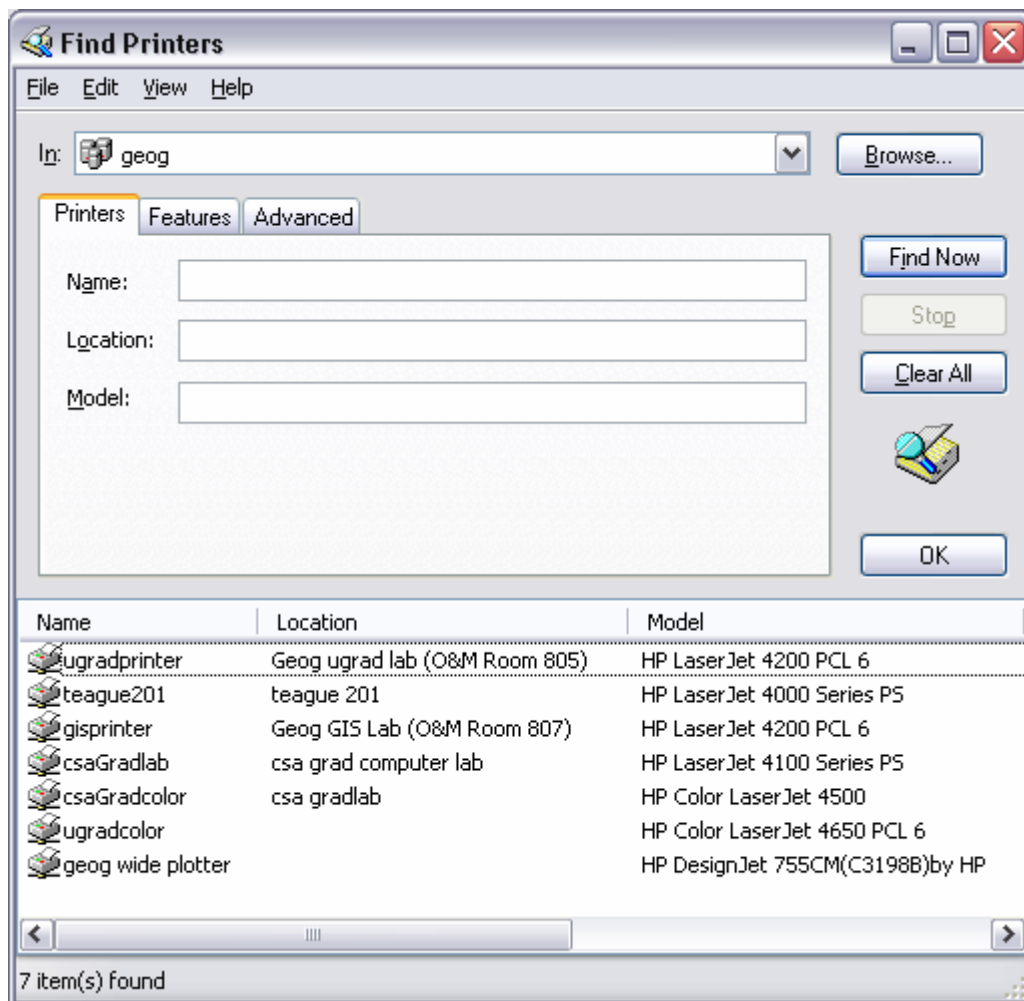 Find Printers
File Edit View Help
In: geog Browse...
Printers Features Advanced
Find Now
Name:
Stop
Location:
Clear All
Model:
OK
Name Location Model
ugradprinter Geog ugrad lab (O&M Room 805) HP LaserJet 4200 PCL 6
teague201 teague 201 HP LaserJet 4000 Series PS
gisprinter Geog GIS Lab (O&M Room 807) HP LaserJet 4200 PCL 6
csaGradlab csa grad computer lab HP LaserJet 4100 Series PS
csaGradcolor csa gradlab HP Color LaserJet 4500
ugradcolor HP Color LaserJet 4650 PCL 6
geog wide plotter HP DesignJet 755CM(C3198B)by HP
7 item(s) found